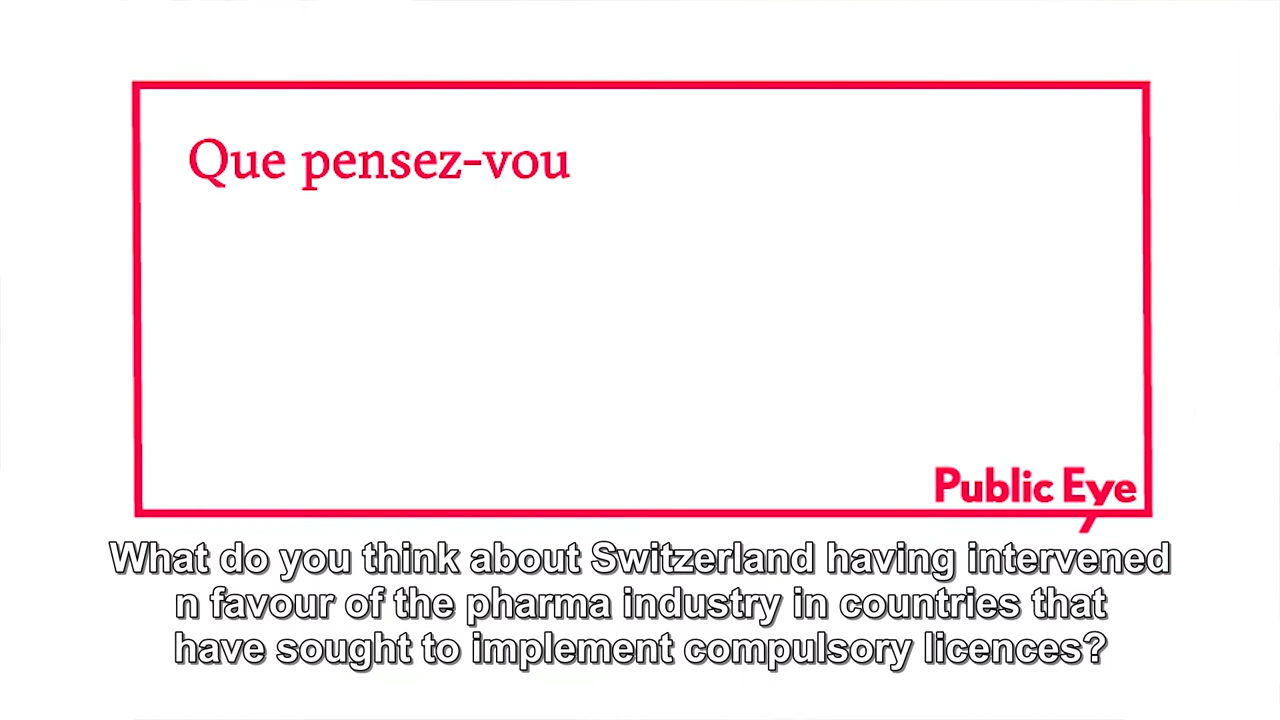 Que pensez-vou
Public Eye
What do you think about Switzerland having intervened
n favour of the pharma industry in countries that
have sought to implement compulsory licences?